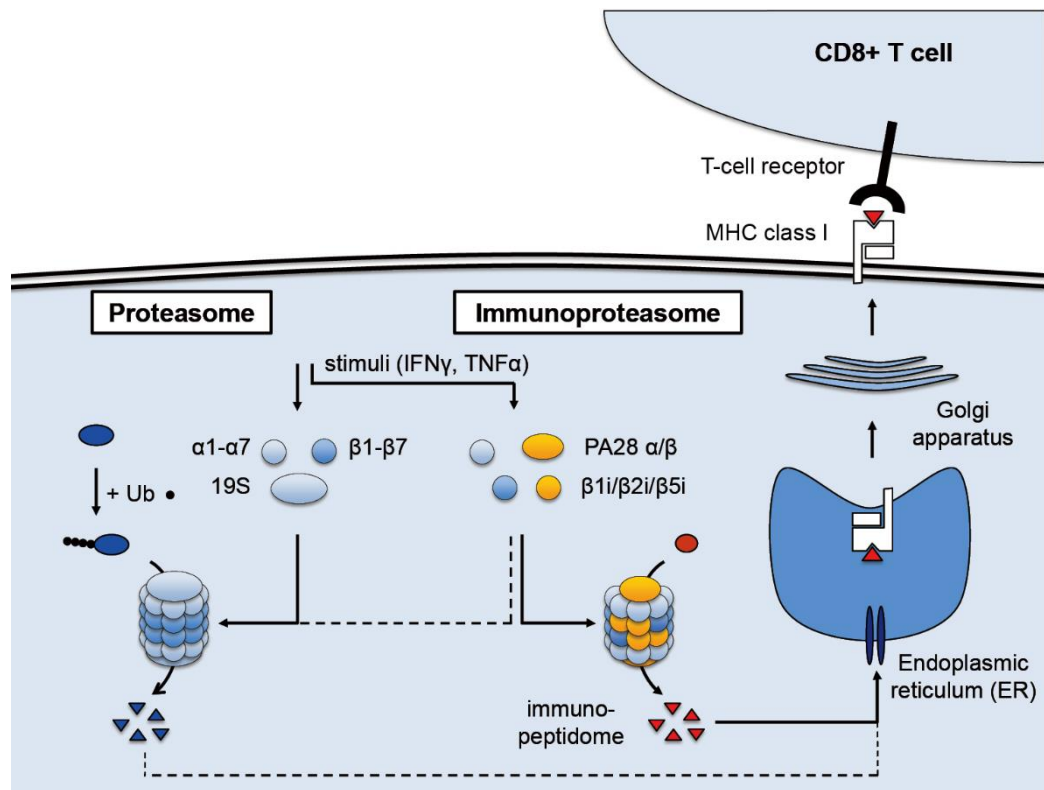 CD8+ T cell
T-cell receptor
MHC class I
Proteasome
Immunoproteasome
stimuli (IFNγ, TNFα)
α1-α7
β1-β7
PA28 α/β
19S
β1i/β2i/β5i
+ Ub
Golgi
apparatus
Endoplasmic
reticulum (ER)
immuno-
peptidome